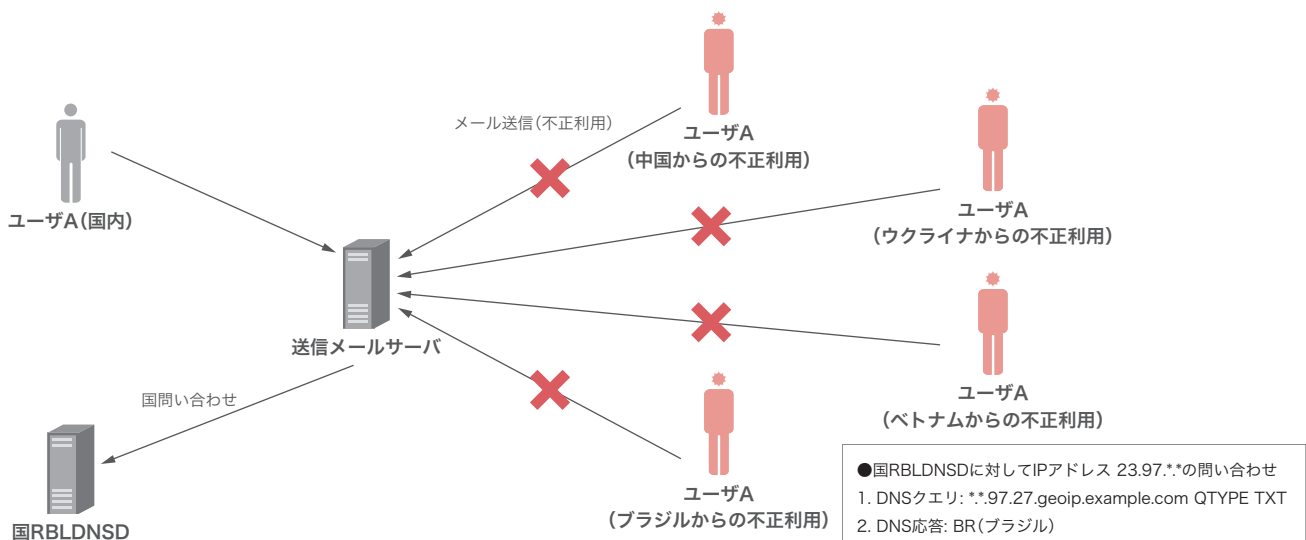 メール送信(不正利用)
ユーザA
(中国からの不正利用)
ユーザA(国内)
ユーザA
(ウクライナからの不正利用)
送信メールサーバ
国問い合わせ
ユーザA
(ベトナムからの不正利用)
ユーザA
(ブラジルからの不正利用)
国RBLDNSD
●国RBLDNSDに対してIPアドレス 23.97.*.*の問い合わせ
1. DNSクエリ: *.*.97.27.geoip.example.com QTYPE TXT
2. DNS応答: BR(ブラジル)